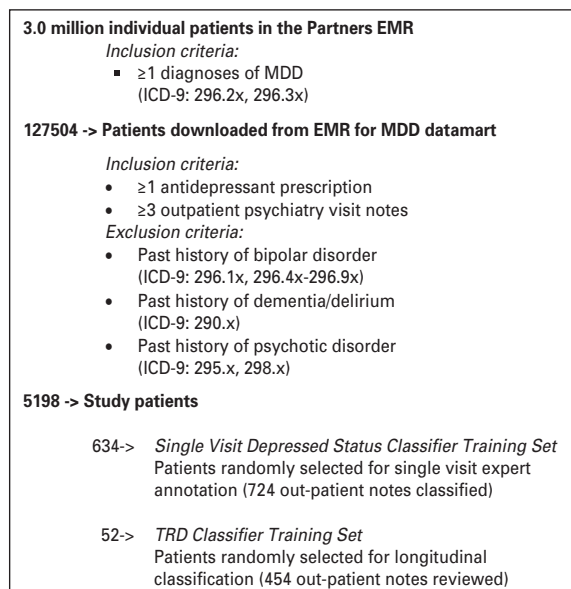 3.0 million individual patients in the Partners EMR
Inclusion criteria:
▪ ≥1 diagnoses of MDD
(ICD-9: 296.2x, 296.3x)
127504 -> Patients downloaded from EMR for MDD datamart
Inclusion criteria:
• ≥1 antidepressant prescription
• ≥3 outpatient psychiatry visit notes
Exclusion criteria:
• Past history of bipolar disorder
(ICD-9: 296.1x, 296.4x-296.9x)
• Past history of dementia/delirium
(ICD-9: 290.x)
• Past history of psychotic disorder
(ICD-9: 295.x, 298.x)
5198 -> Study patients
634-> Single Visit Depressed Status Classifier Training Set
Patients randomly selected for single visit expert
annotation (724 out-patient notes classified)
52-> TRD Classifier Training Set
Patients randomly selected for longitudinal
classification (454 out-patient notes reviewed)